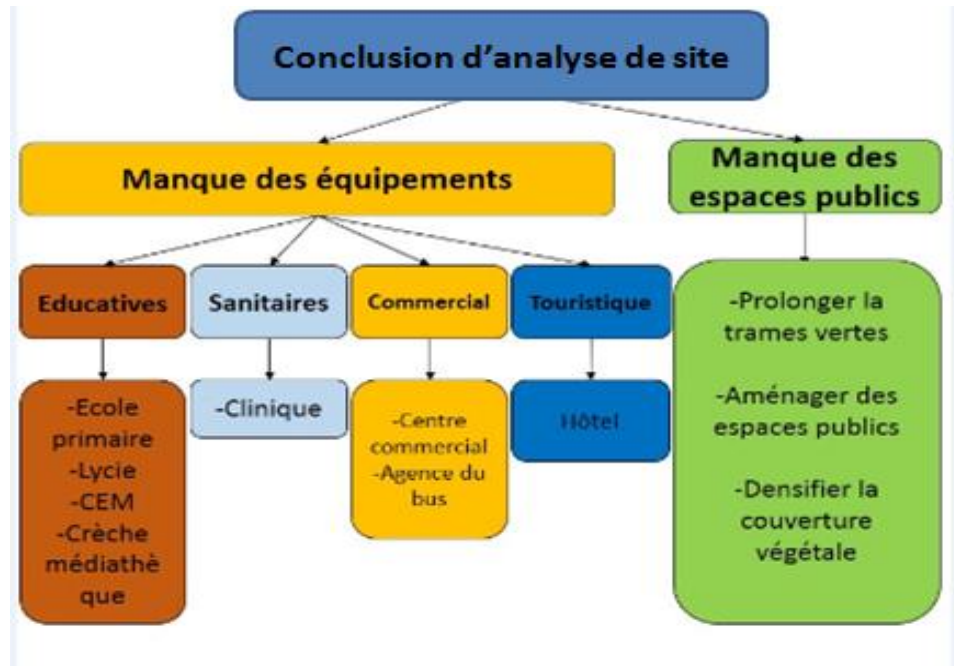 Conclusion d'analyse de site
Manque des équipements
Manque des
espaces publics
Educatives
Sanitaires
Commercial
Touristique
-Ecole
primaire
-Lycie
-CEM
-Crèche
médiathè
que
-Clinique
-Centre
commercial
-Agence du
bus
Hôtel
-Prolonger la
trames vertes
-Aménager des
espaces publics
-Densifier la
couverture
végétale